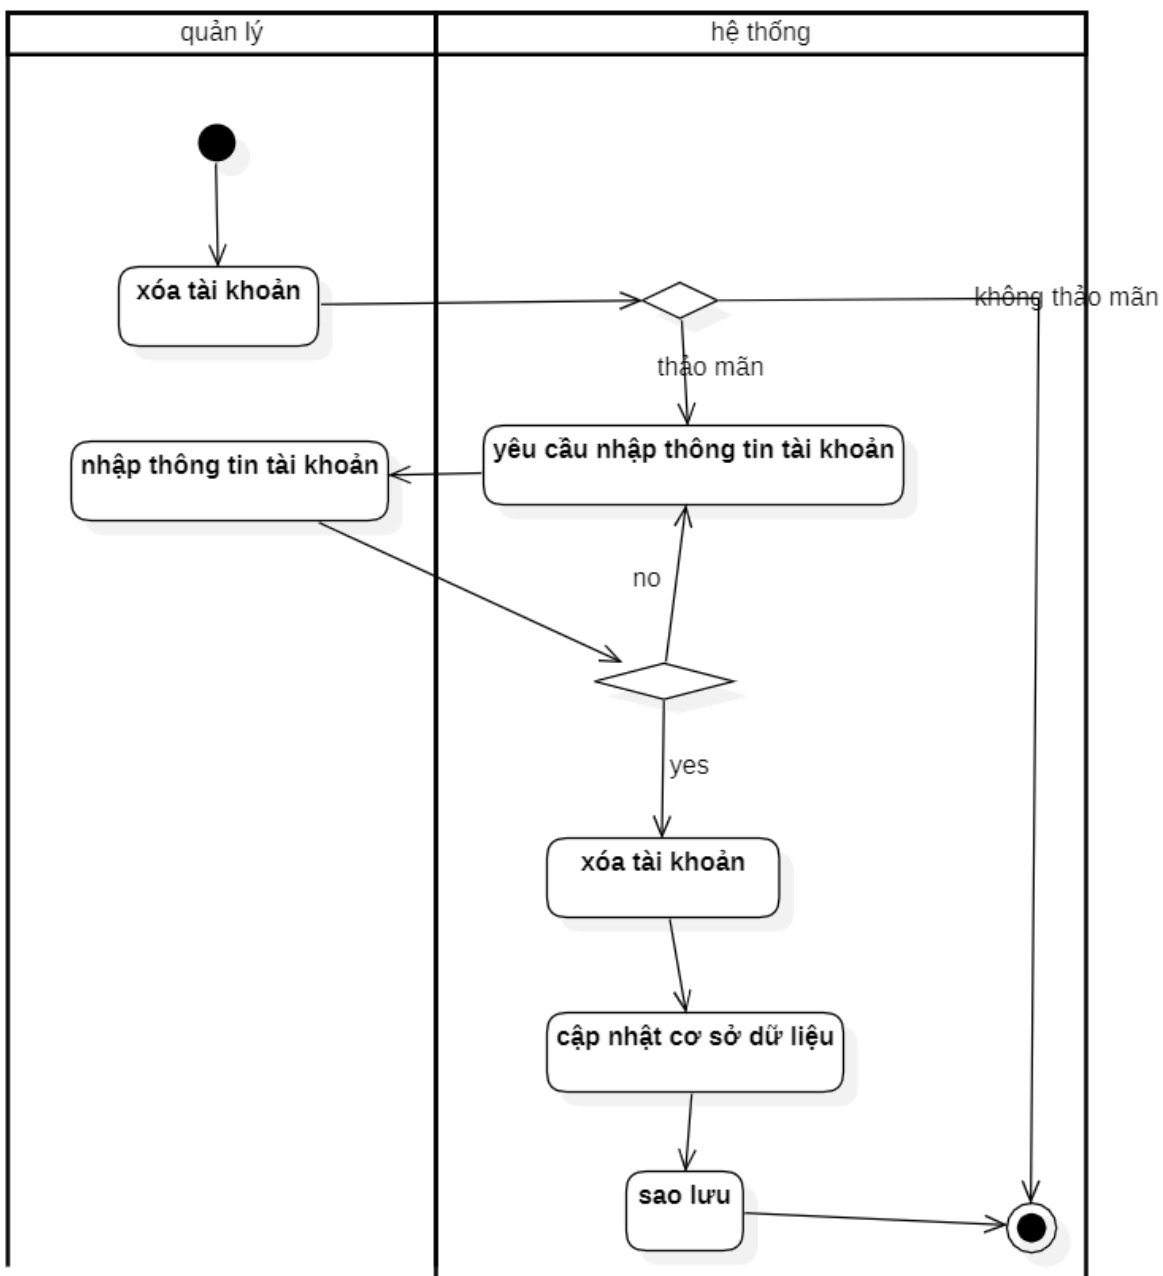 quản lý
hệ thống
xóa tài khoản
không thảo mãn
thảo mãn
yêu cầu nhập thông tin tài khoản
nhập thông tin tài khoản
no
yes
xóa tài khoản
cập nhật cơ sở dữ liệu
sao lưu